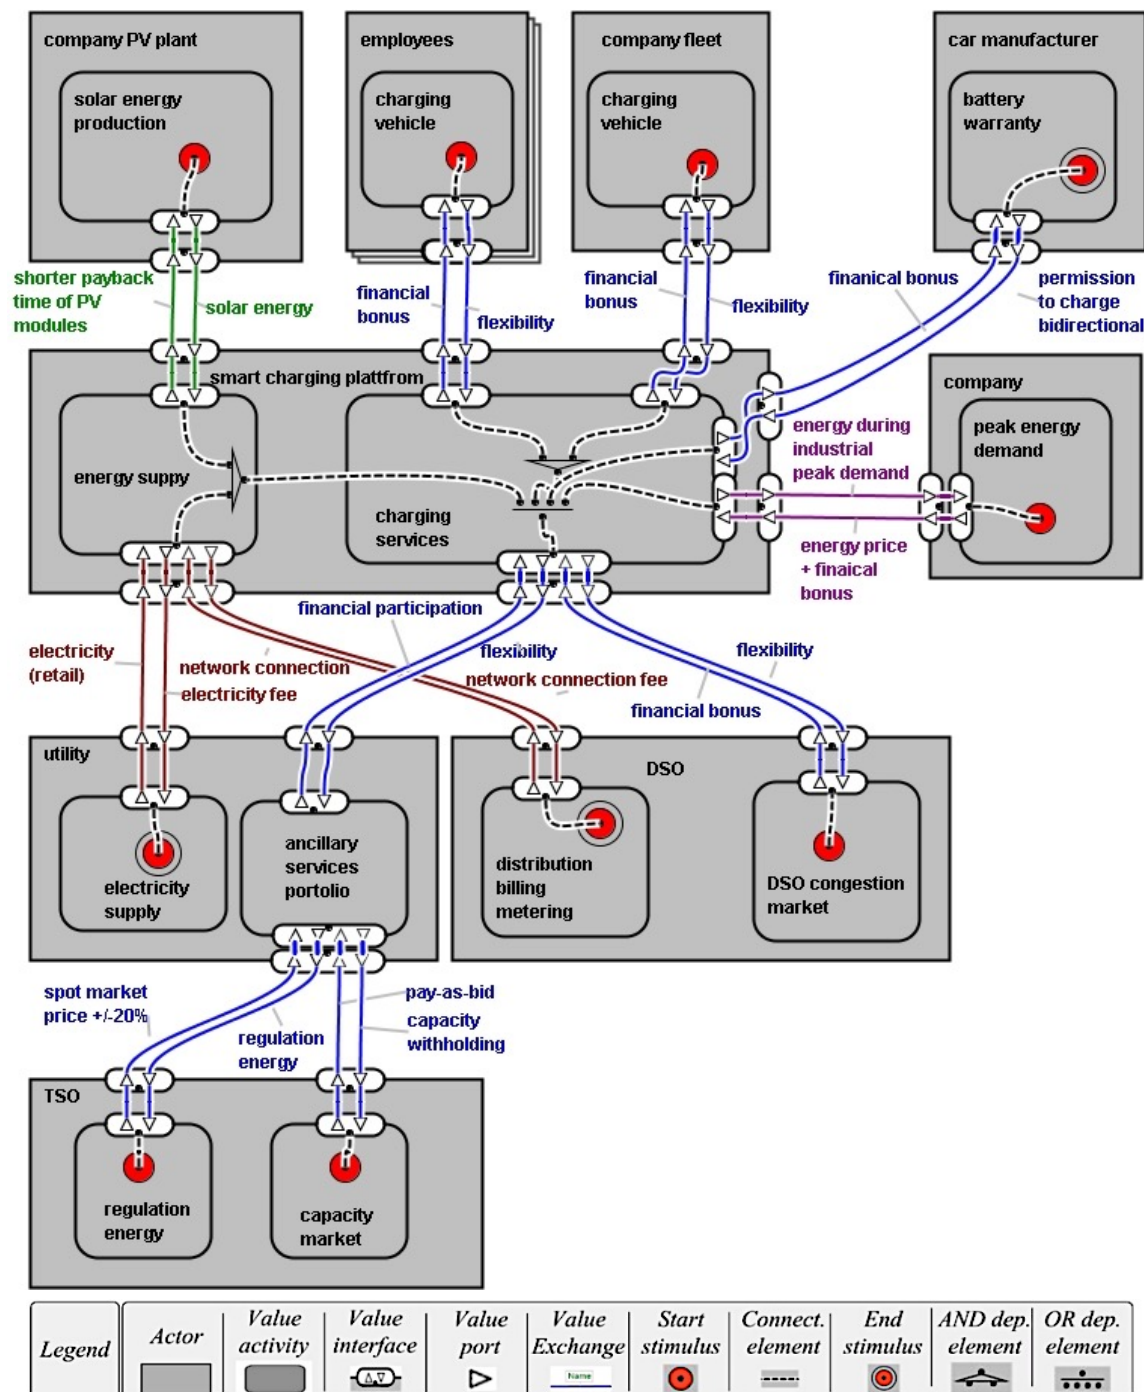 company PV plant
employees
company fleet
car manufacturer
solar energy
production
charging
vehicle
charging
vehicle
battery
warranty
shorter payback
time of PV
modules
solar energy
financial
bonus
flexibility
financial
bonus
flexibility
finanical bonus
permission
to charge
bidirectional
smart charging plattfrom
energy suppy
charging
services
company
peak energy
demand
energy during
industrial
peak demand
energy price
+ finaical
bonus
financial participation
electricity
(retail)
network connection
electricity fee
flexibility
network connection fee
flexibility
financial bonus
utility
DSO
electricity
supply
ancillary
services
portolio
distribution
billing
metering
DSO congestion
market
spot market
price +/-20%
regulation
energy
pay-as-bid
capacity
withholding
TSO
regulation
energy
capacity
market
Legend
Actor
Value
activity
Value
interface
Value
port
Value
Exchange
Name
Start
stimulus
Connect.
element
End
stimulus
AND dep.
element
OR dep.
element